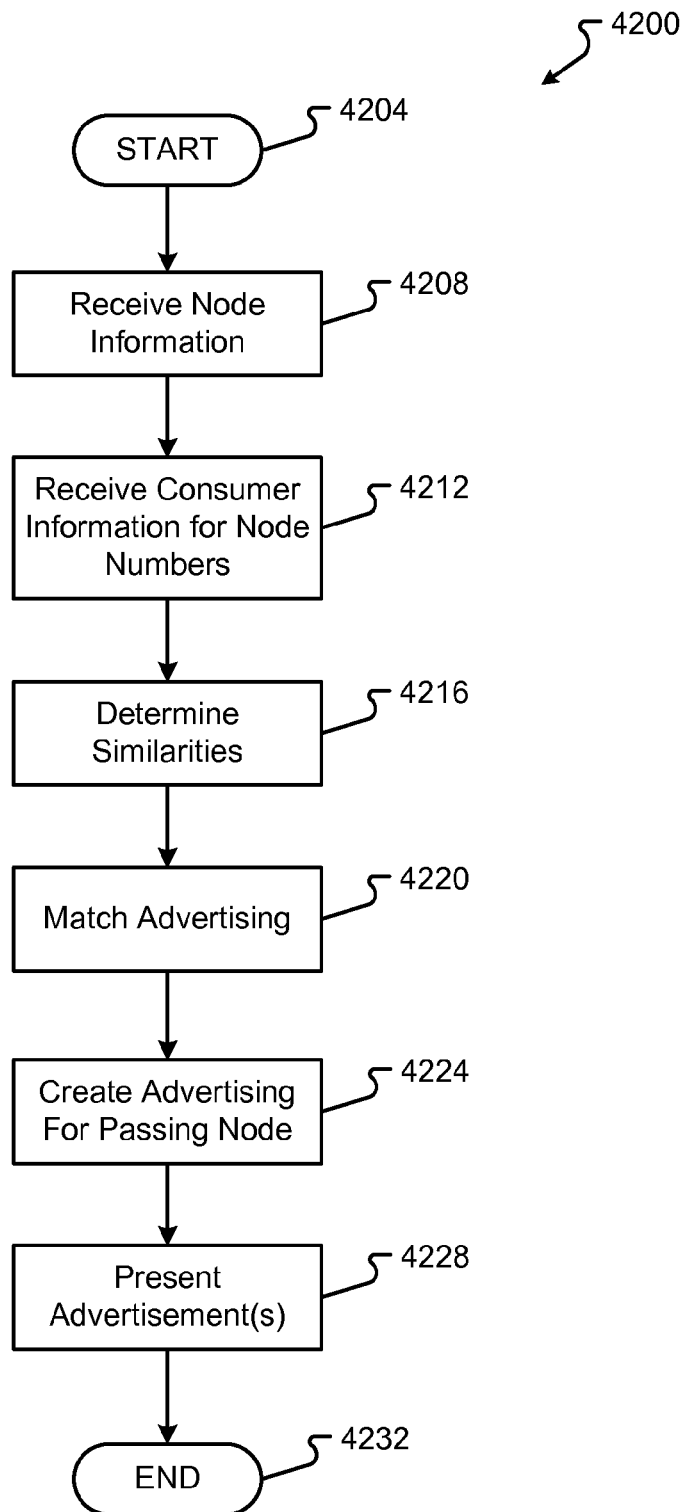 4200
START
4204
Receive Node
Information
4208
Receive Consumer
Information for Node
Numbers
4212
Determine
Similarities
4216
Match Advertising
4220
Create Advertising
For Passing Node
4224
Present
Advertisement(s)
4228
END
4232